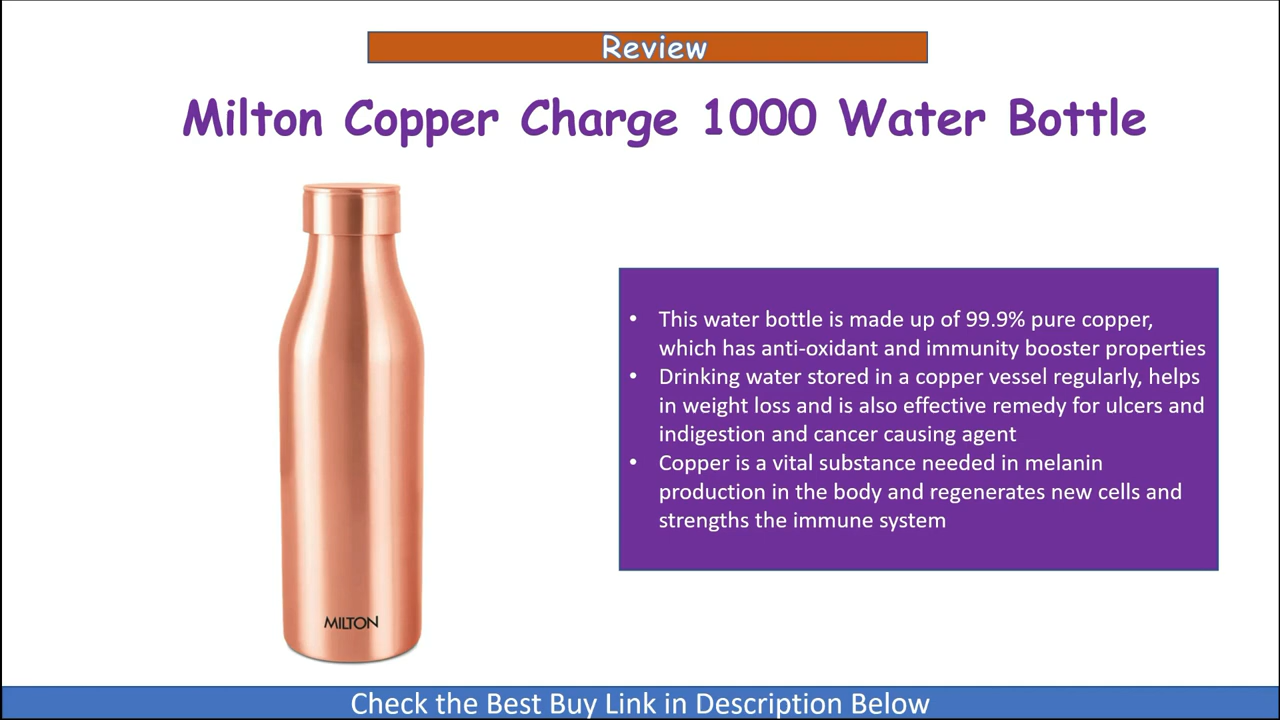 Review
Milton Copper Charge 1000 Water Bottle
• This water bottle is made up of 99.9% pure copper,
which has anti-oxidant and immunity booster properties
• Drinking water stored in a copper vessel regularly, helps
in weight loss and is also effective remedy for ulcers and
indigestion and cancer causing agent
• Copper is a vital substance needed in melanin
production in the body and regenerates new cells and
strengths the immune system
MILTON
Check the Best Buy Link in Description Below